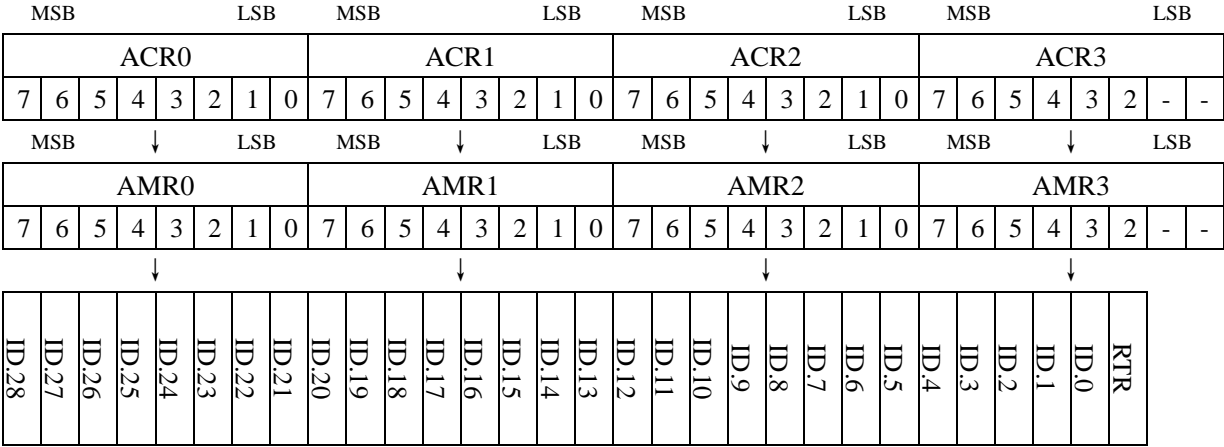 MSB LSB MSB LSB MSB LSB MSB LSB
ACR0 ACR1 ACR2 ACR3
7 6 5 4 3 2 1 0 7 6 5 4 3 2 1 0 7 6 5 4 3 2 1 0 7 6 5 4 3 2 - -
MSB ↓ LSB MSB ↓ LSB MSB ↓ LSB MSB ↓ LSB
AMR0 AMR1 AMR2 AMR3
7 6 5 4 3 2 1 0 7 6 5 4 3 2 1 0 7 6 5 4 3 2 1 0 7 6 5 4 3 2 - -
↓ ↓ ↓ ↓
ID.28 ID.27 ID.26 ID.25 ID.24 ID.23 ID.22 ID.21 ID.20 ID.19 ID.18 ID.17 ID.16 ID.15 ID.14 ID.13 ID.12 ID.11 ID.10 ID.9 ID.8 ID.7 ID.6 ID.5 ID.4 ID.3 ID.2 ID.1 ID.0 RTR